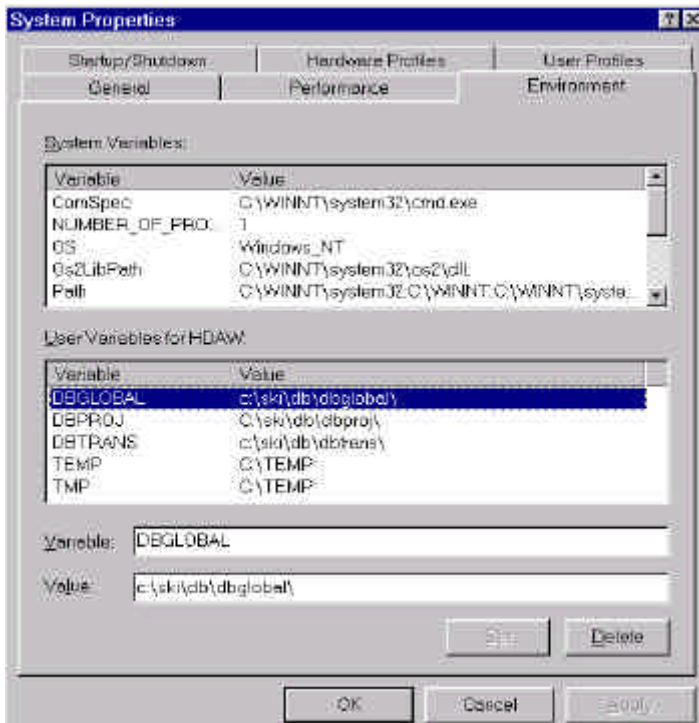 System Properties
Startup/Shutdown Hardware Profiles User Profiles
General Performance Environment
System Variables:
Variable Value
ComSpec C:\WINNT\system32\cmd.exe
NUMBER_OF_PRO... 1
OS Windows_NT
Os2LibPath C:\WINNT\system32\os2\dll;
Path C:\WINNT\system32;C:\WINNT;C:\WINNT\syste...
User Variables for HDAW:
Variable Value
DBGLOBAL c:\ski\db\dbglobal\
DBPROJ C:\ski\db\dbproj\
DBTRANS c:\ski\db\dbtrans\
TEMP C:\TEMP
TMP C:\TEMP
Variable: DBGLOBAL
Value: c:\ski\db\dbglobal\
Set Delete
OK Cancel Apply